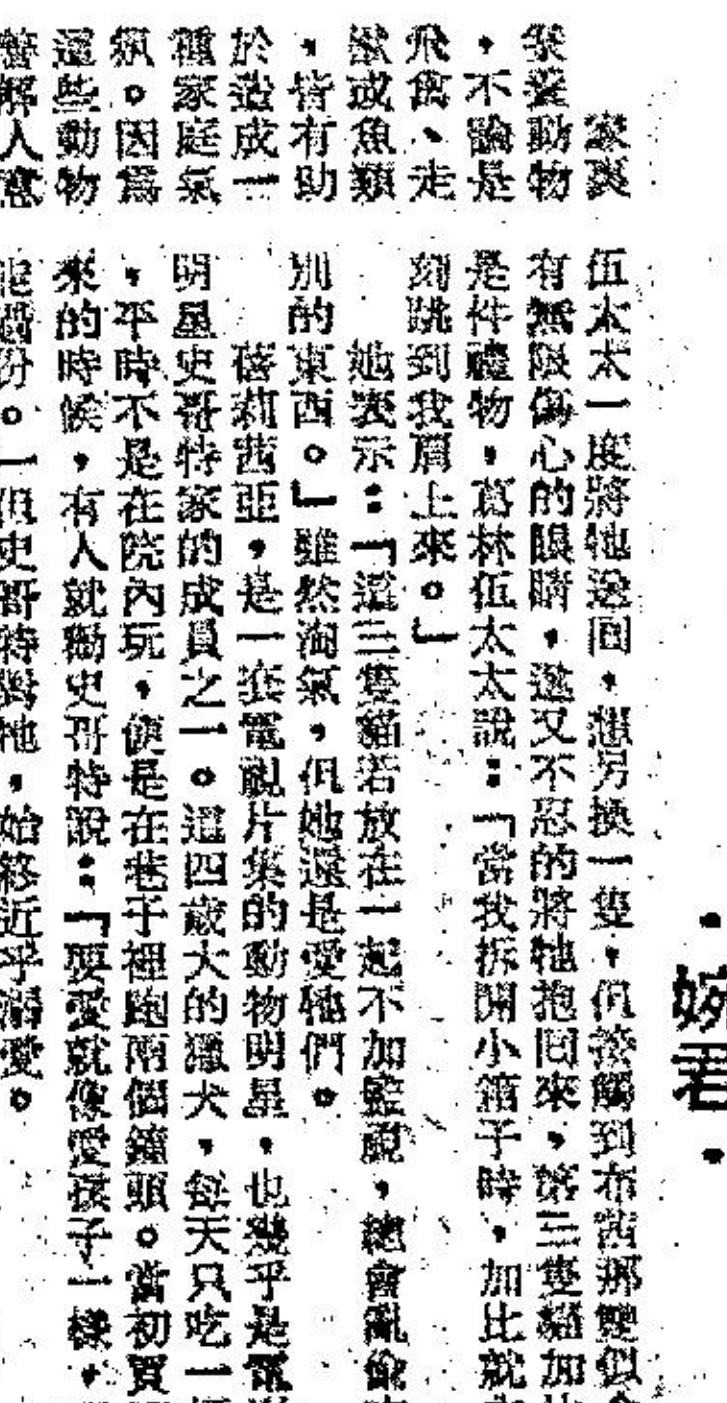 ·婉君·
家裏
豢養動物
，不論是
飛禽、走
獸或魚類
，皆有助
於造成一
種家庭氣
氛。因爲
這些動物
善解人意
伍太太一度將牠送回，想另換一隻，但接觸到布茜那雙似
有無限傷心的眼睛，遂又不忍的將牠抱回來，第三隻貓加
是件禮物，葛林伍太太說：「當我拆開小箱子時，加比就
刻跳到我肩上來。」
她表示：「這三隻貓若放在一起不加監視，總會亂偷
別的東西。」雖然淘氣，但她還是愛牠們。
蓓莉茜亞，是一套電視片集的動物明星，也幾乎是電
明星史哥特家的成員之一。這四歲大的獵犬，每天只吃一
，平時不是在院內玩，便是在巷子裡跑兩個鐘頭。當初買
來的時候，有人就勸史哥特說：「要愛就像愛孩子一樣，
過份。一但史哥特對牠，始終近乎溺愛。